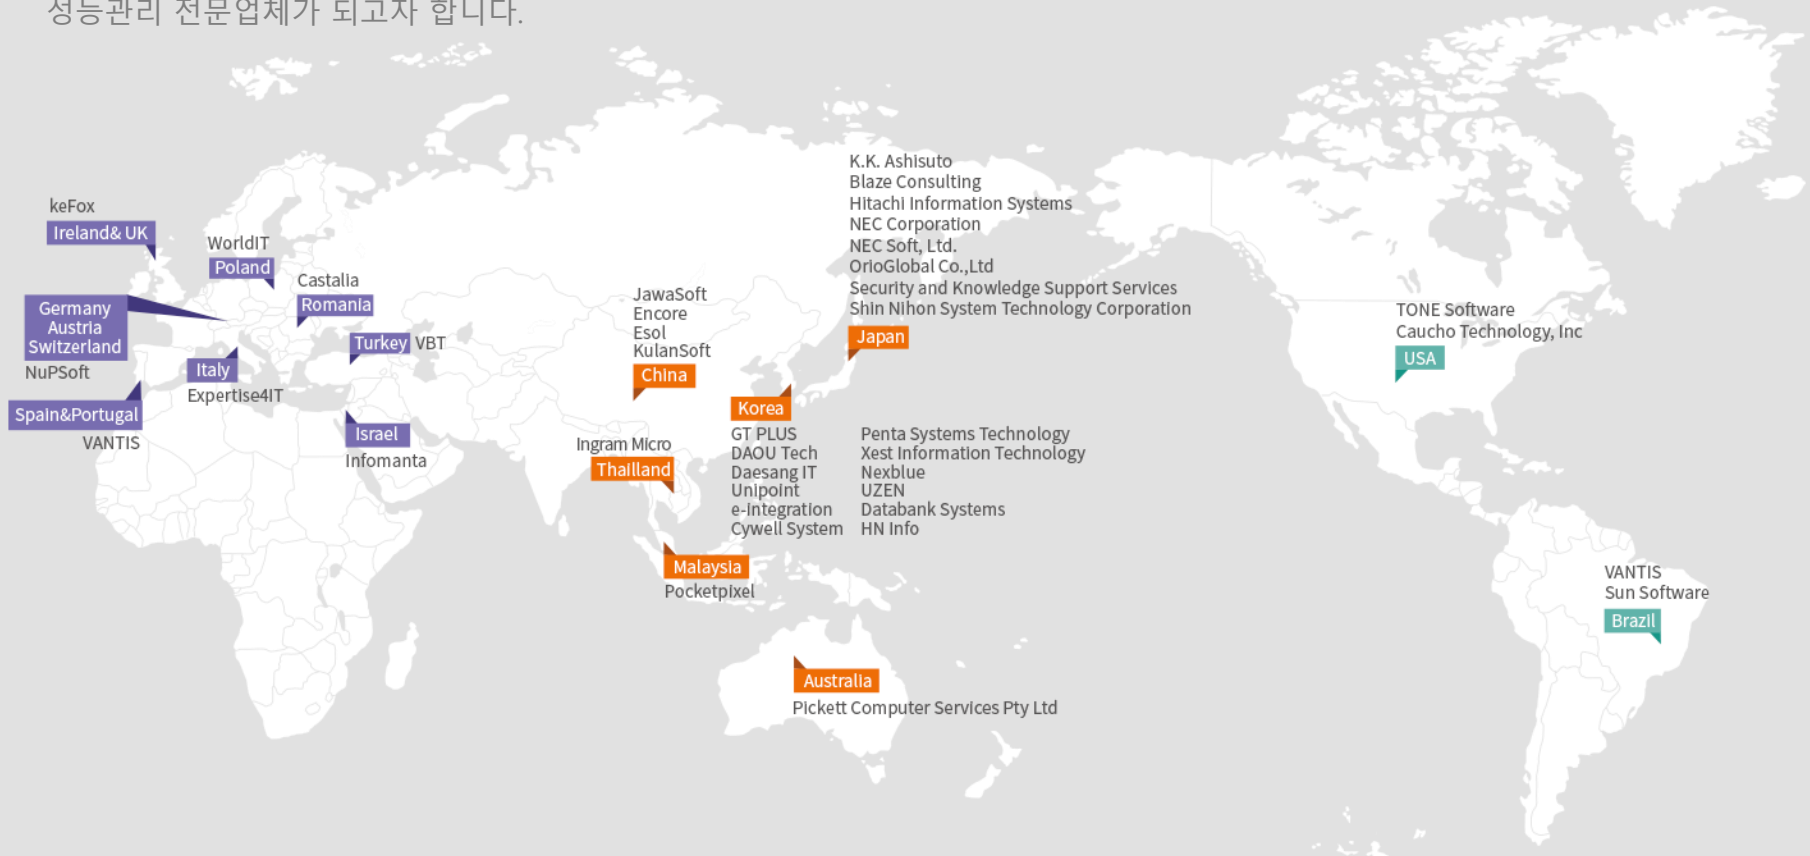 성능관리 전문업체가 되고자 합니다.
keFox
Ireland& UK
WorldIT
Poland
Castalia
Romania
Germany
Austria
Switzerland
NuPSoft
Turkey VBT
Italy
Expertise4IT
Spain&Portugal
VANTIS
Israel
Infomanta
JawaSoft
Encore
Esol
KulanSoft
China
K.K. Ashisuto
Blaze Consulting
Hitachi Information Systems
NEC Corporation
NEC Soft, Ltd.
OrioGlobal Co.,Ltd
Security and Knowledge Support Services
Shin Nihon System Technology Corporation
Japan
Korea
GT PLUS
DAOU Tech
Daesang IT
Unipoint
e-integration
Cywell System
Penta Systems Technology
Xest Information Technology
Nexblue
UZEN
Databank Systems
HN Info
Ingram Micro
Thailland
Malaysia
Pocketpixel
Australia
Pickett Computer Services Pty Ltd
TONE Software
Caucho Technology, Inc
USA
VANTIS
Sun Software
Brazil